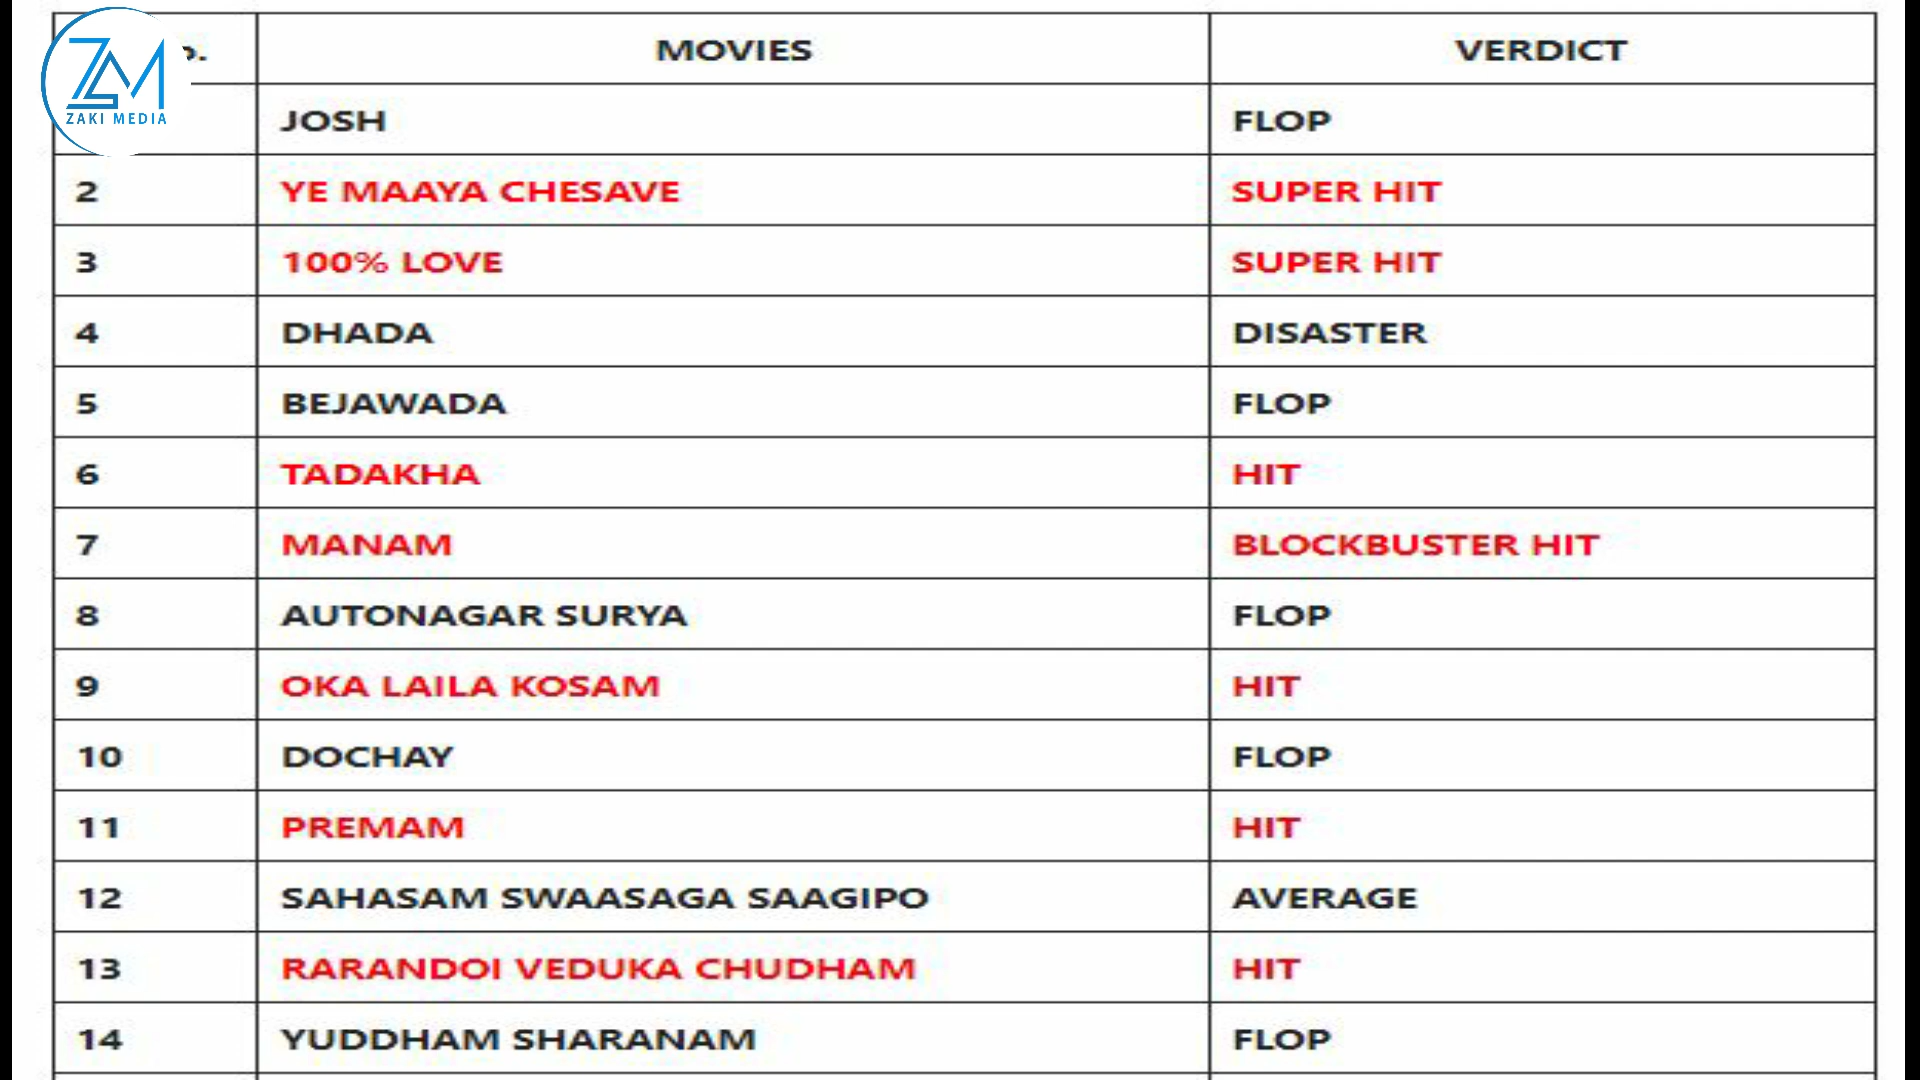 ZM
ZAKI MEDIA
MOVIES VERDICT
JOSH FLOP
2 YE MAAYA CHESAVE SUPER HIT
3 100% LOVE SUPER HIT
4 DHADA DISASTER
5 BEJAWADA FLOP
6 TADAKHA HIT
7 MANAM BLOCKBUSTER HIT
8 AUTONAGAR SURYA FLOP
9 OKA LAILA KOSAM HIT
10 DOCHAY FLOP
11 PREMAM HIT
12 SAHASAM SWAASAGA SAAGIPO AVERAGE
13 RARANDOI VEDUKA CHUDHAM HIT
14 YUDDHAM SHARANAM FLOP